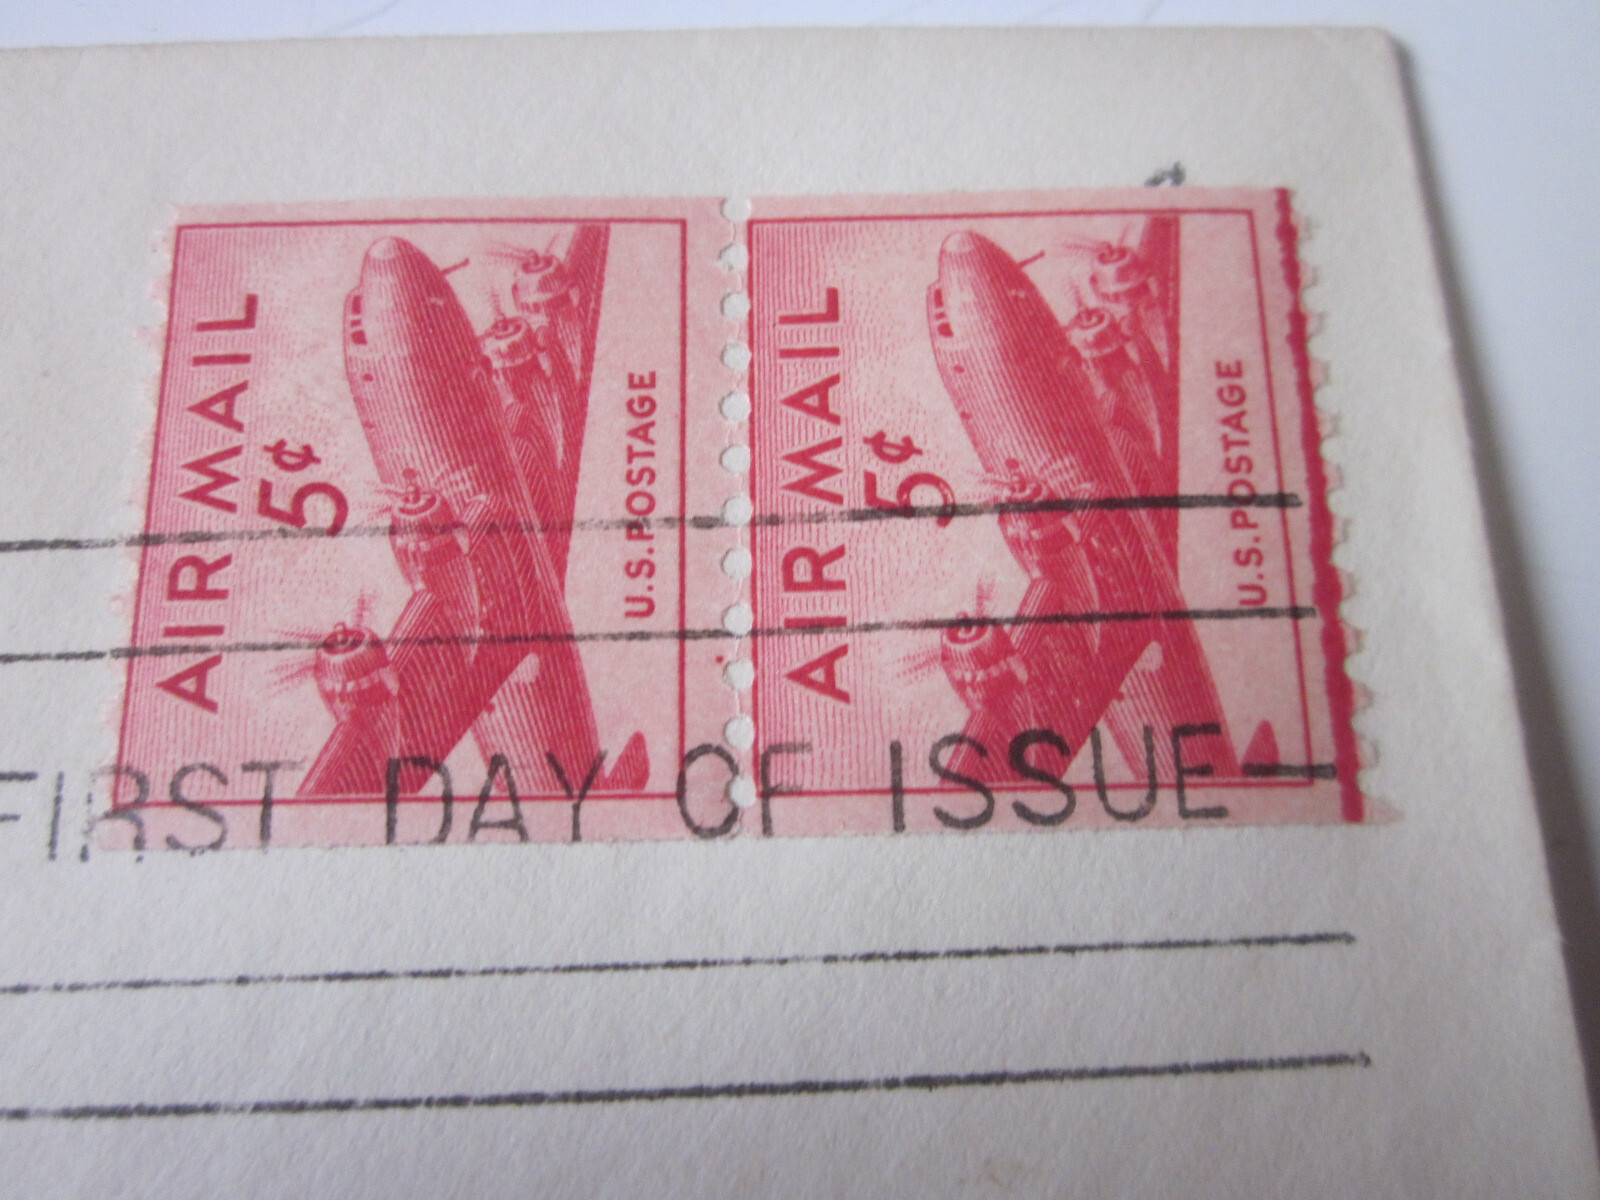 AIR MAIL
5¢
U.S. POSTAGE
AIR MAIL
5¢
U.S. POSTAGE
FIRST DAY OF ISSUE